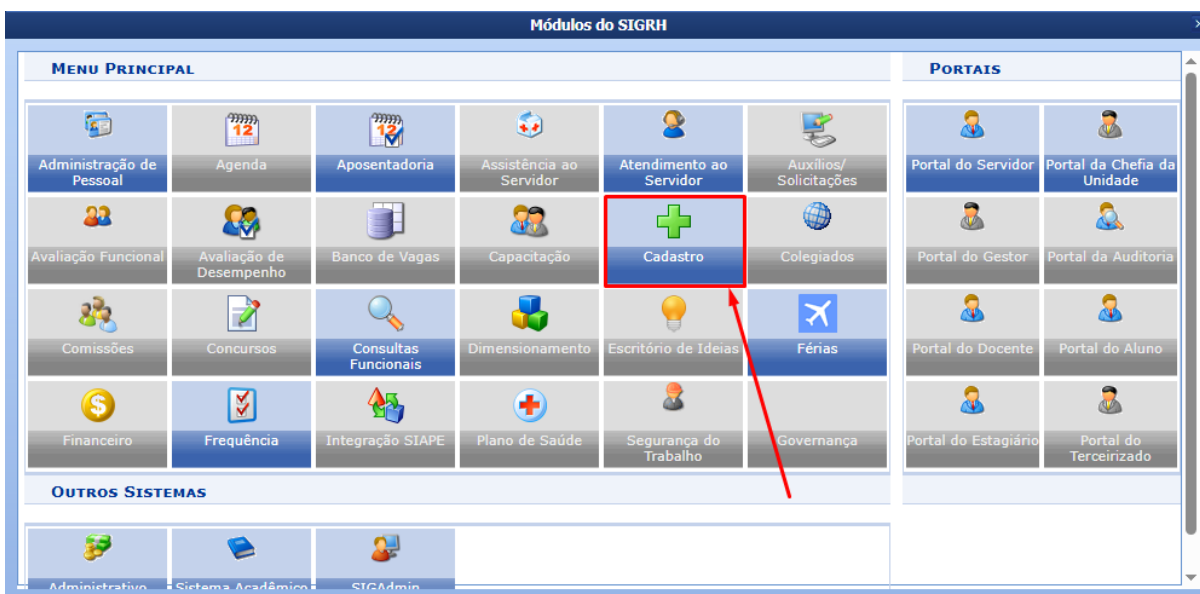 Módulos do SIGRH
MENU PRINCIPAL
PORTAIS
12
12
Administração de
Pessoal
Agenda
Aposentadoria
Assistência ao
Servidor
Atendimento ao
Servidor
Auxílios/
Solicitações
Portal do Servidor
Portal da Chefia da
Unidade
Avaliação Funcional
Avaliação de
Desempenho
Banco de Vagas
Capacitação
Cadastro
Colegiados
Portal do Gestor
Portal da Auditoria
Comissões
Concursos
Consultas
Funcionais
Dimensionamento
Escritório de Ideias
Férias
Portal do Docente
Portal do Aluno
Financeiro
Frequência
Integração SIAPE
Plano de Saúde
Segurança do
Trabalho
Governança
Portal do Estagiário
Portal do
Terceirizado
OUTROS SISTEMAS
Administrativo
Sistema Acadêmico
SIGAdmin